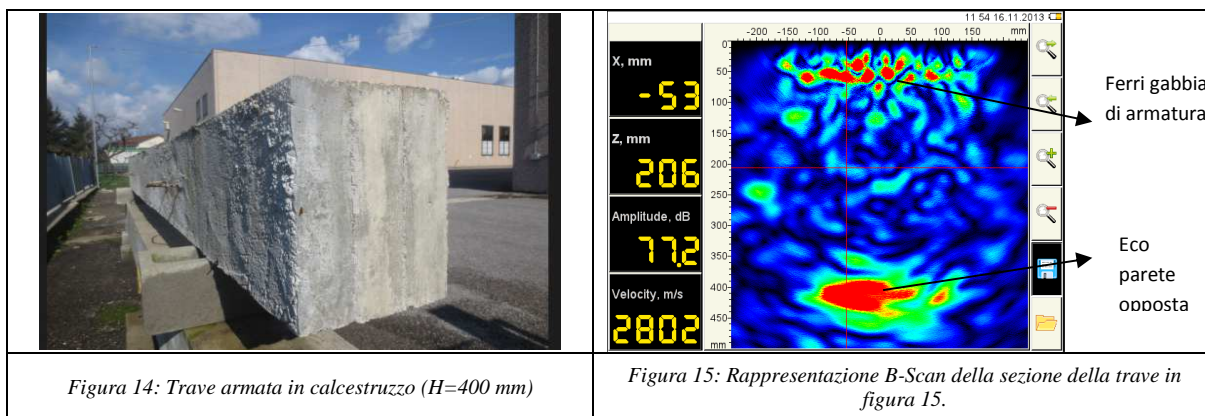 11 54 16.11.2013
-200 -150 -100 -50 0 50 100 150 mm
X, mm
-53
Z, mm
206
Amplitude, dB
77,2
Velocity, m/s
2802
0
50
100
150
200
250
300
350
400
450
mm
Ferri gabbia
di armatura
Eco
parete
opposta
Figura 14: Trave armata in calcestruzzo (H=400 mm)
Figura 15: Rappresentazione B-Scan della sezione della trave in
figura 15.